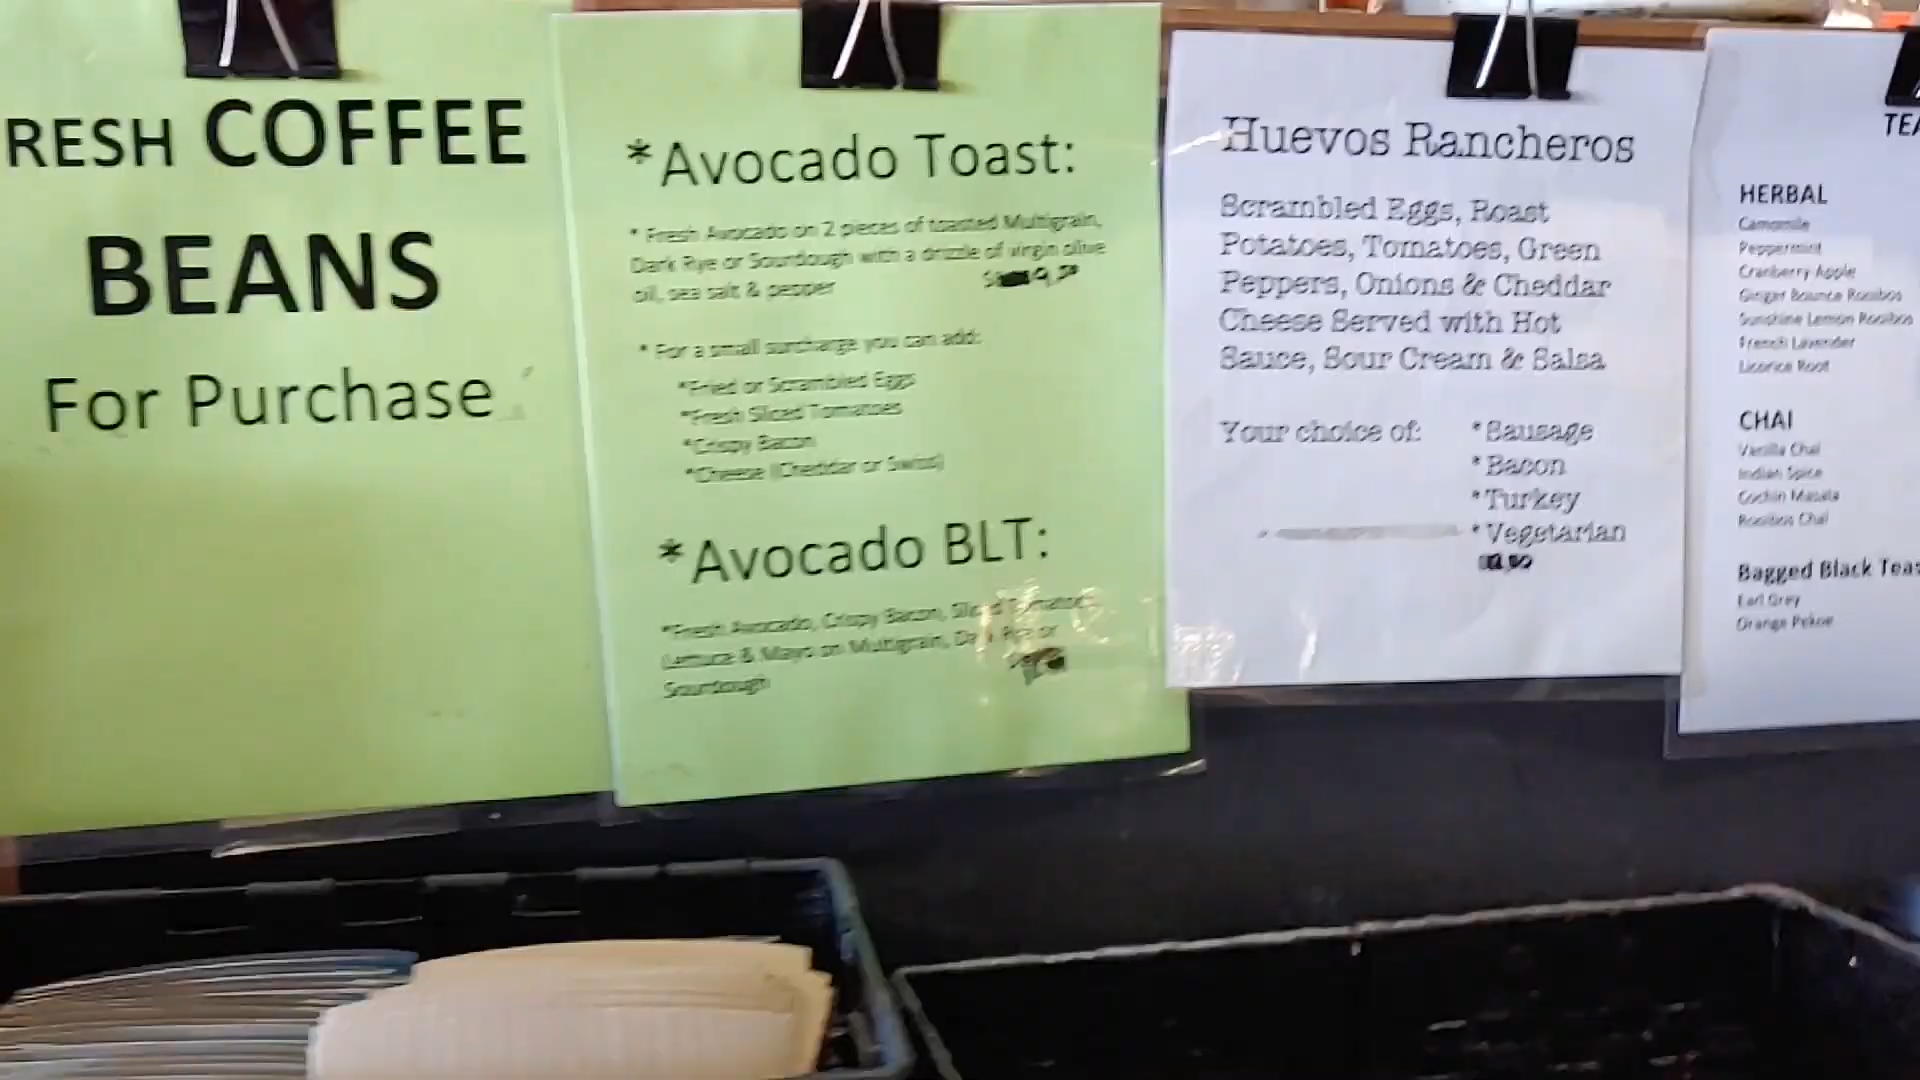 RESH COFFEE
BEANS
For Purchase
*Avocado Toast:
* Fresh Avocado on 2 pieces of toasted Multigrain,
Dark Rye or Sourdough with a drizzle of virgin olive
oil, sea salt & pepper
9.50
* For a small surcharge you can add:
*Fried or Scrambled Eggs
*Fresh Sliced Tomatoes
*Crispy Bacon
*Cheese (Cheddar or Swiss)
*Avocado BLT:
*Fresh Avocado, Crispy Bacon, Sliced Tomatoes,
Lettuce & Mayo on Multigrain, Dark Rye or
Sourdough
Huevos Rancheros
Scrambled Eggs, Roast
Potatoes, Tomatoes, Green
Peppers, Onions & Cheddar
Cheese Served with Hot
Sauce, Sour Cream & Salsa
Your choice of: *Sausage
*Bacon
*Turkey
*Vegetarian
TEA
HERBAL
Camomile
Peppermint
Cranberry Apple
Ginger Bounce Rooibos
Sunshine Lemon Rooibos
French Lavender
Licorice Root
CHAI
Vanilla Chai
Indian Spice
Cochin Masala
Rooibos Chai
Bagged Black Teas
Earl Grey
Orange Pekoe